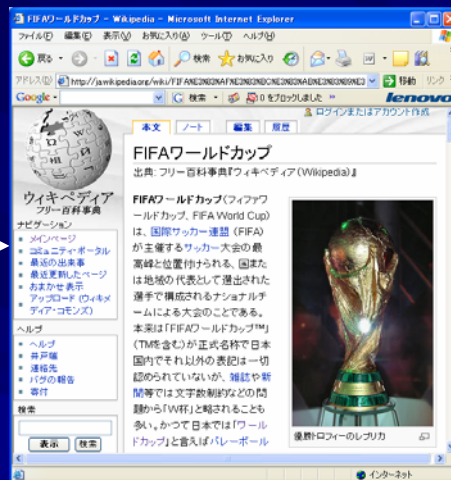 FIFAワールドカップ - Wikipedia - Microsoft Internet Explorer
ファイル(F) 編集(E) 表示(V) お気に入り(A) ツール(T) ヘルプ(H)
戻る 検索 お気に入り
アドレス(D) 移動 リンク
Google 検索 0 をブロックしました lenovo
ログインまたはアカウント作成
本文 ノート 編集 履歴
FIFAワールドカップ
出典: フリー百科事典『ウィキペディア(Wikipedia)』
ウィキペディア
フリー百科事典
ナビゲーション
メインページ
コミュニティ・ポータル
最近の出来事
最近更新したページ
おまかせ表示
アップロード (ウィキメ
ディア・コモンズ)
ヘルプ
ヘルプ
井戸端
連絡先
バグの報告
寄付
検索
表示 検索
FIFAワールドカップ(フィファワ
ールドカップ、FIFA World Cup)
は、国際サッカー連盟 (FIFA)
が主催するサッカー大会の最
高峰と位置付けられる、国また
は地域の代表として選出された
選手で構成されるナショナルチ
ームによる大会のことである。
本来は「FIFAワールドカップ™」
(TMを含む)が正式名称で日本
国内でそれ以外の表記は一切
認められていないが、雑誌や新
聞等では文字数制約などの問
題から「W杯」と略されることも
多い。かつて日本では「ワール
ドカップ」と言えばバレーボール
優勝トロフィーのレプリカ
インターネット